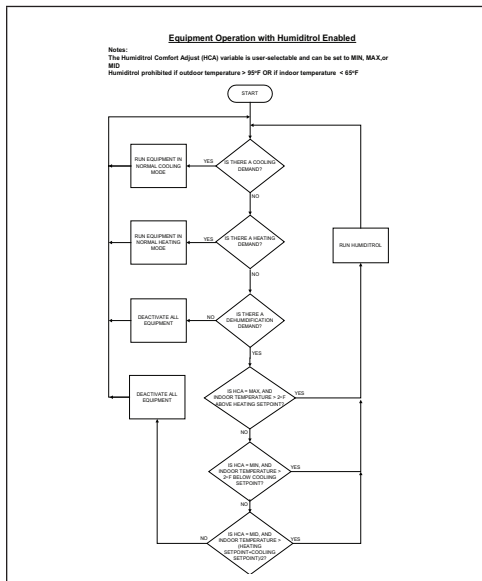 Equipment Operation with Humiditrol Enabled
Notes:
The Humiditrol Comfort Adjust (HCA) variable is user-selectable and can be set to MIN, MAX,or
MID
Humiditrol prohibited if outdoor temperature > 95ºF OR if indoor temperature < 65ºF
START
IS THERE A COOLING
DEMAND?
YES
RUN EQUIPMENT IN
NORMAL COOLING
MODE
NO
IS THERE A HEATING
DEMAND?
YES
RUN EQUIPMENT IN
NORMAL HEATING
MODE
RUN HUMIDITROL
NO
IS THERE A
DEHUMIDIFICATION
DEMAND?
NO
DEACTIVATE ALL
EQUIPMENT
YES
IS HCA = MAX, AND
INDOOR TEMPERATURE > 2ºF
ABOVE HEATING SETPOINT?
YES
DEACTIVATE ALL
EQUIPMENT
NO
IS HCA = MIN, AND
INDOOR TEMPERATURE >
2ºF BELOW COOLING
SETPOINT?
YES
NO
IS HCA = MID, AND
INDOOR TEMPERATURE >
(HEATING
SETPOINT+COOLING
SETPOINT)/2?
NO
YES